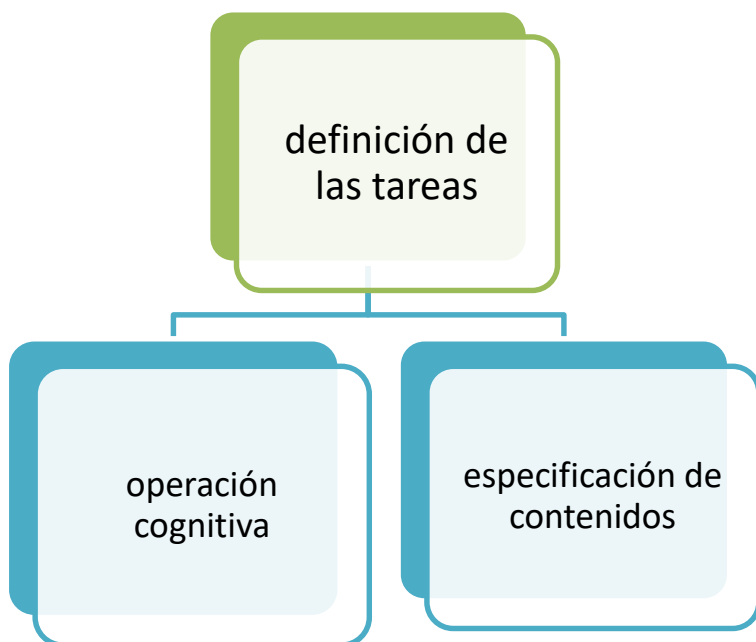 definición de
las tareas
operación
cognitiva
especificación de
contenidos